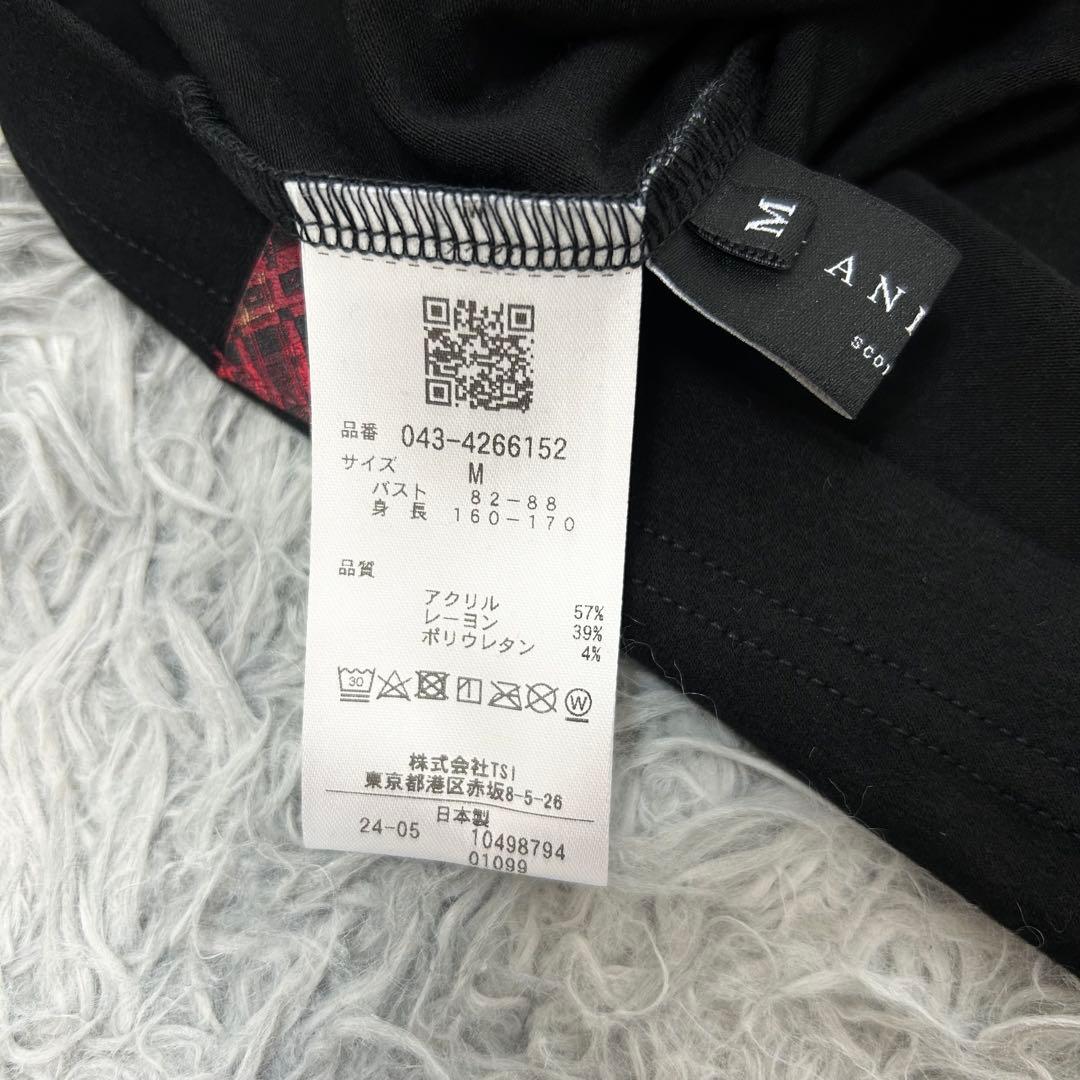 M
AN
SCO
品番 043-4266152
サイズ M
バスト 82-88
身長 160-170
品質
アクリル 57%
レーヨン 39%
ポリウレタン 4%
30
W
株式会社TSI
東京都港区赤坂8-5-26
日本製
24-05 10498794
01099